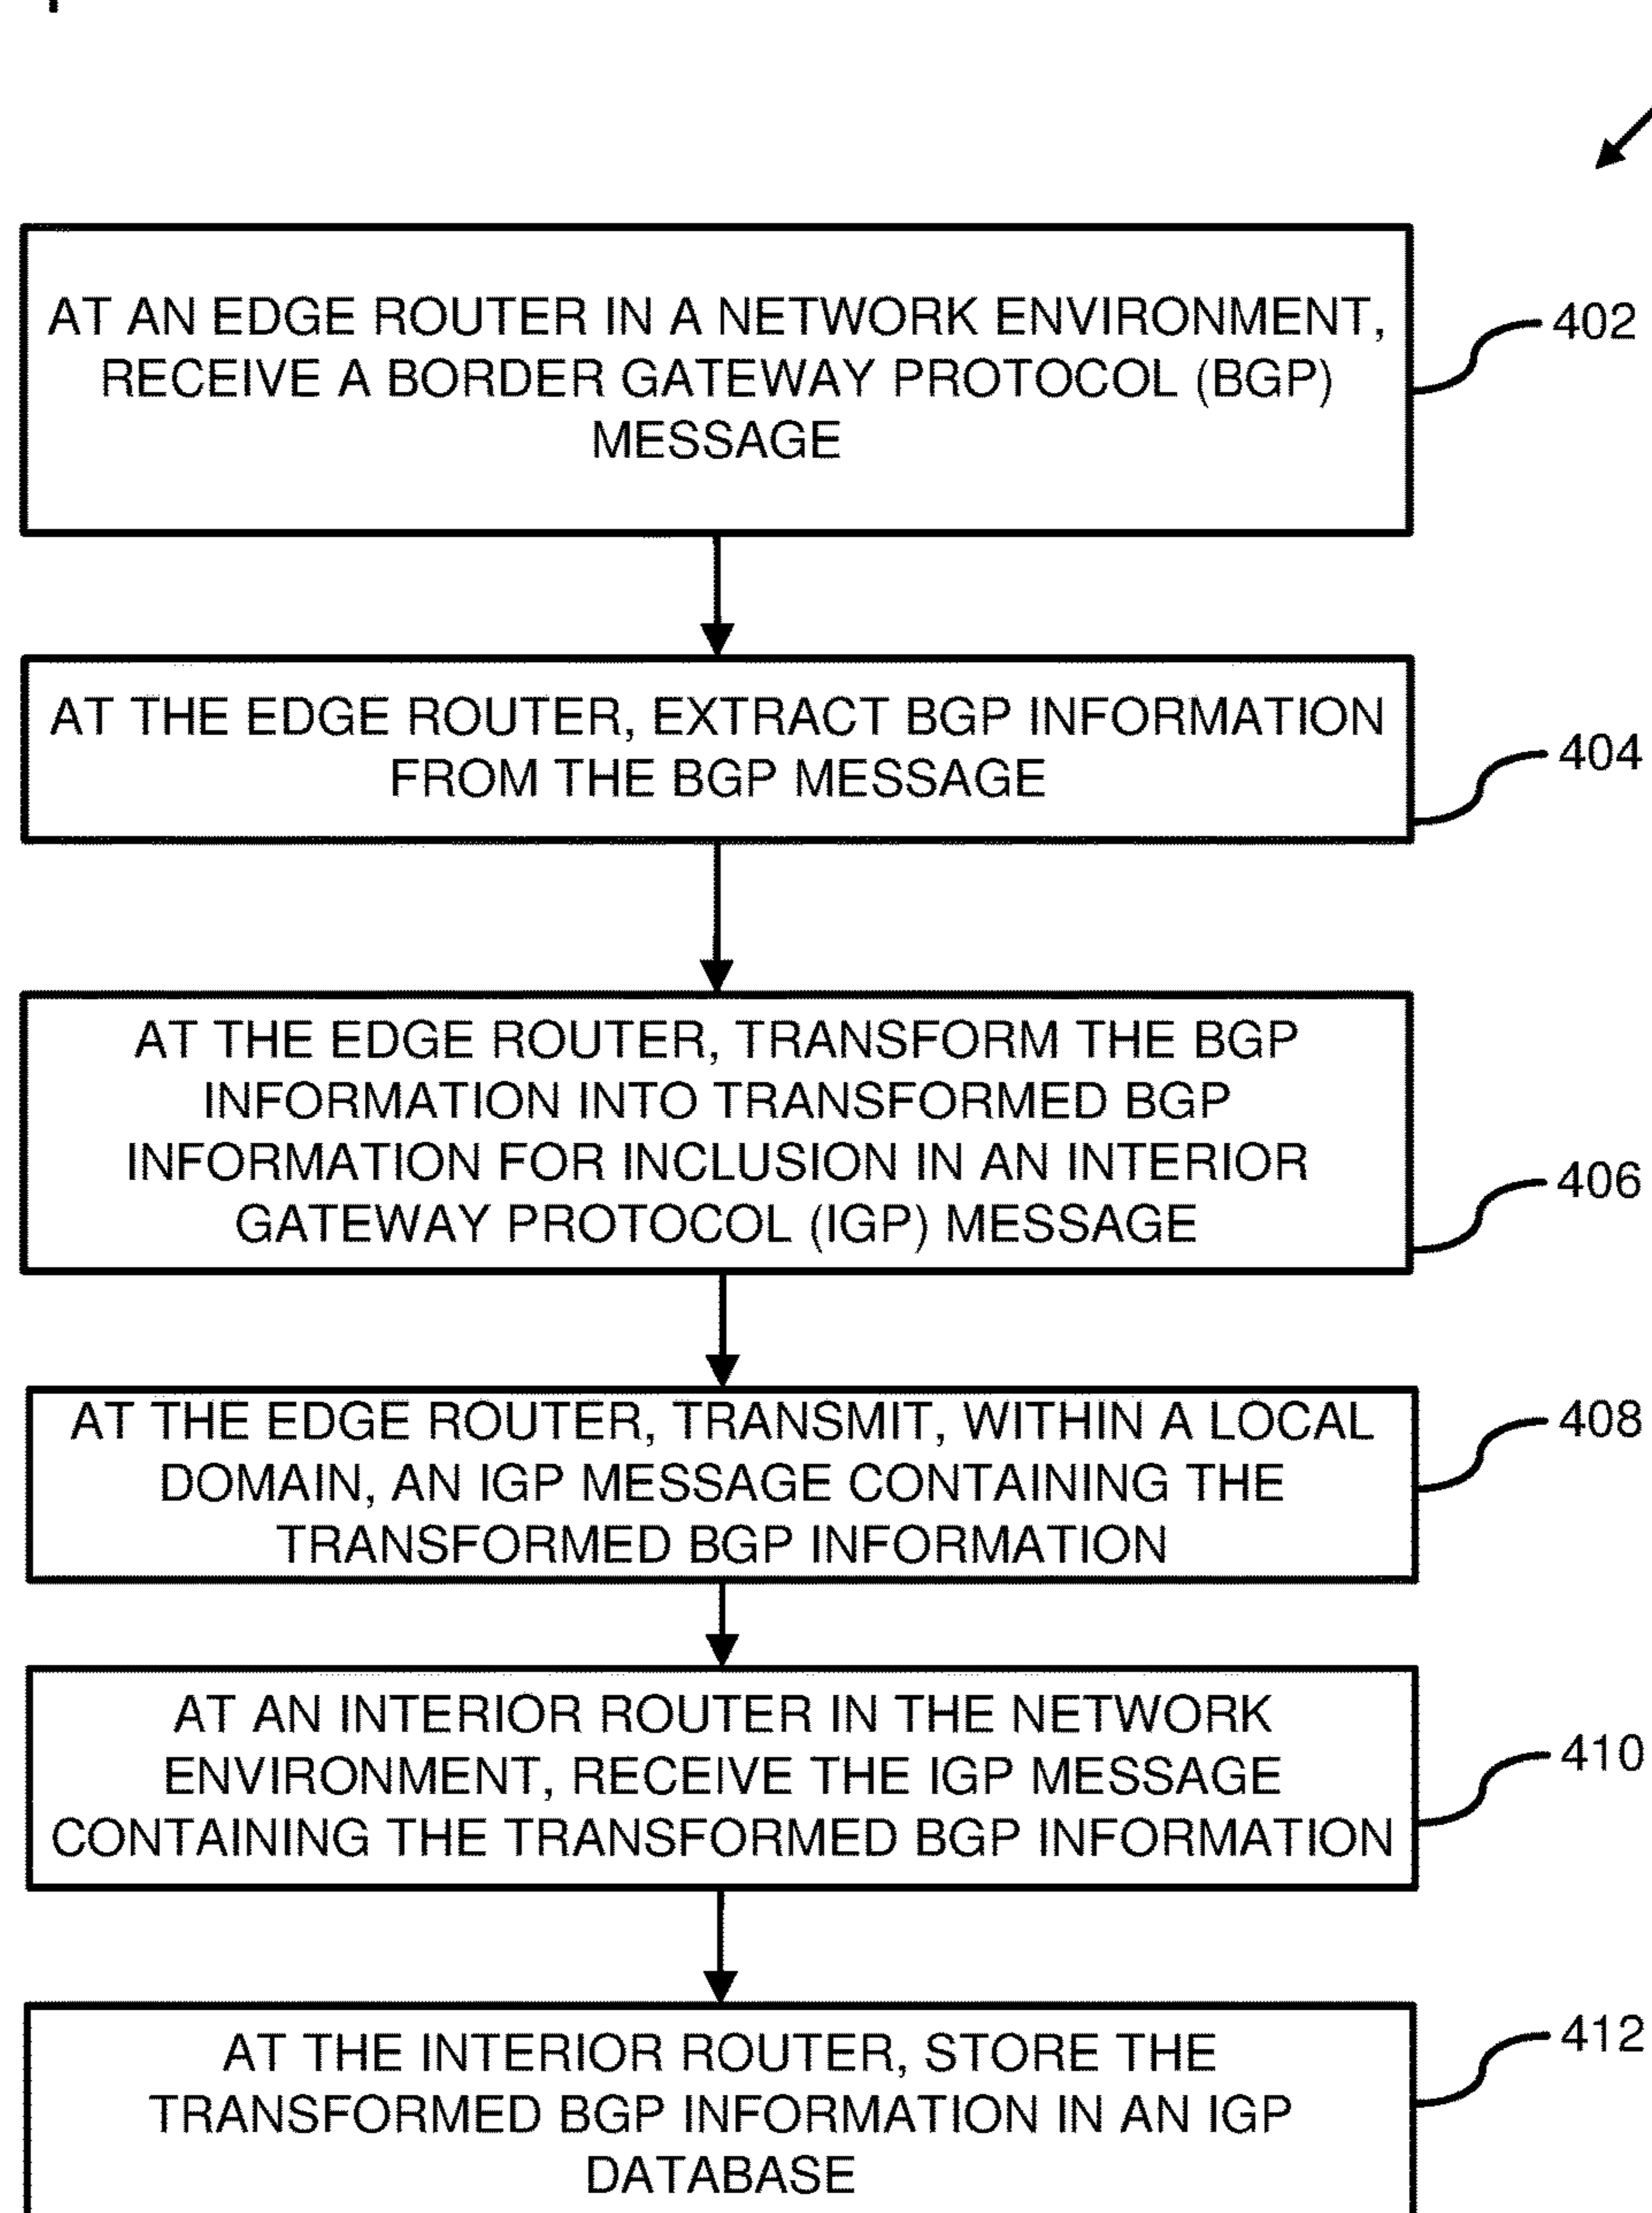 AT AN EDGE ROUTER IN A NETWORK ENVIRONMENT,
RECEIVE A BORDER GATEWAY PROTOCOL (BGP)
MESSAGE
402
AT THE EDGE ROUTER, EXTRACT BGP INFORMATION
FROM THE BGP MESSAGE
404
AT THE EDGE ROUTER, TRANSFORM THE BGP
INFORMATION INTO TRANSFORMED BGP
INFORMATION FOR INCLUSION IN AN INTERIOR
GATEWAY PROTOCOL (IGP) MESSAGE
406
AT THE EDGE ROUTER, TRANSMIT, WITHIN A LOCAL
DOMAIN, AN IGP MESSAGE CONTAINING THE
TRANSFORMED BGP INFORMATION
408
AT AN INTERIOR ROUTER IN THE NETWORK
ENVIRONMENT, RECEIVE THE IGP MESSAGE
CONTAINING THE TRANSFORMED BGP INFORMATION
410
AT THE INTERIOR ROUTER, STORE THE
TRANSFORMED BGP INFORMATION IN AN IGP
DATABASE
412